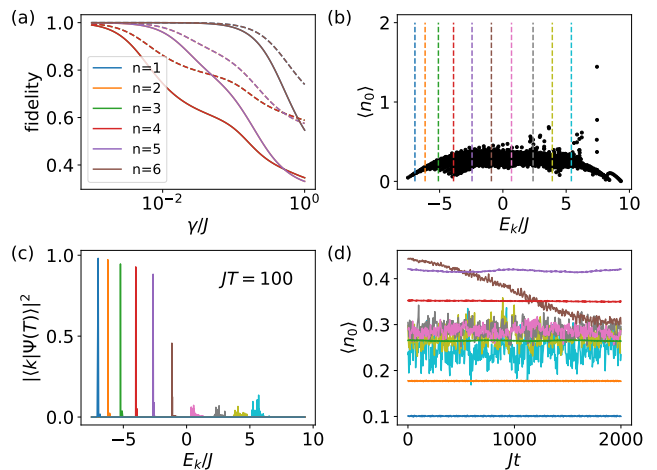 (a)
1.0
0.8
0.6
0.4
fidelity
n=1
n=2
n=3
n=4
n=5
n=6
10⁻²
10⁰
γ/J
(b)
2
1
0
⟨n₀⟩
−5
0
5
10
E_k/J
(c)
1.0
0.5
0.0
|⟨k|Ψ(T)⟩|²
JT = 100
−5
0
5
10
E_k/J
(d)
0.4
0.3
0.2
0.1
⟨n₀⟩
0
1000
2000
Jt